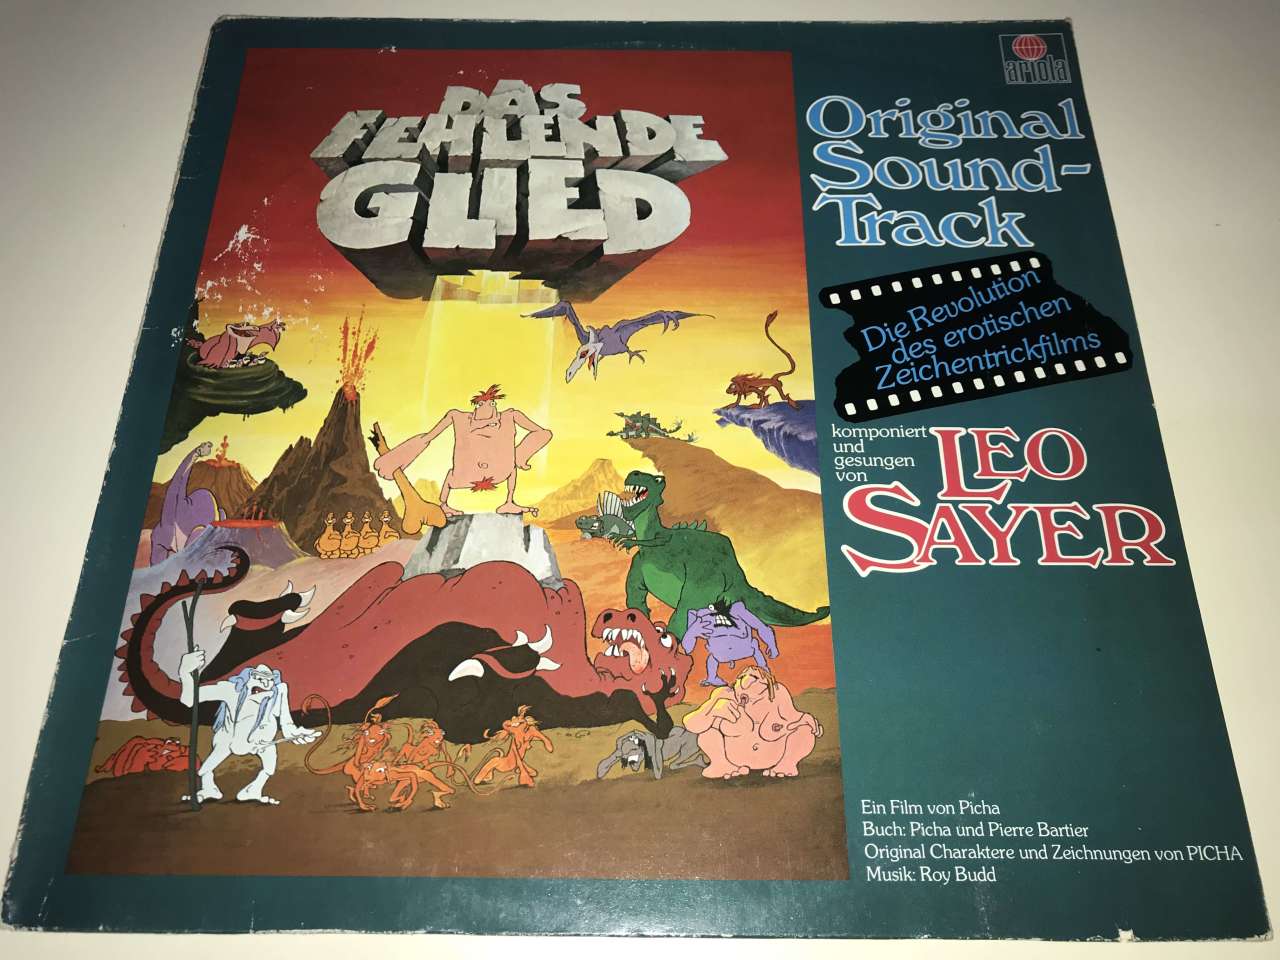 DAS
FEHLENDE
GLIED
ariola
Original
Sound-
Track
Die Revolution
des erotischen
Zeichentrickfilms
komponiert
und
gesungen
von
LEO
SAYER
Ein Film von Picha
Buch: Picha und Pierre Bartier
Original Charaktere und Zeichnungen von PICHA
Musik: Roy Budd